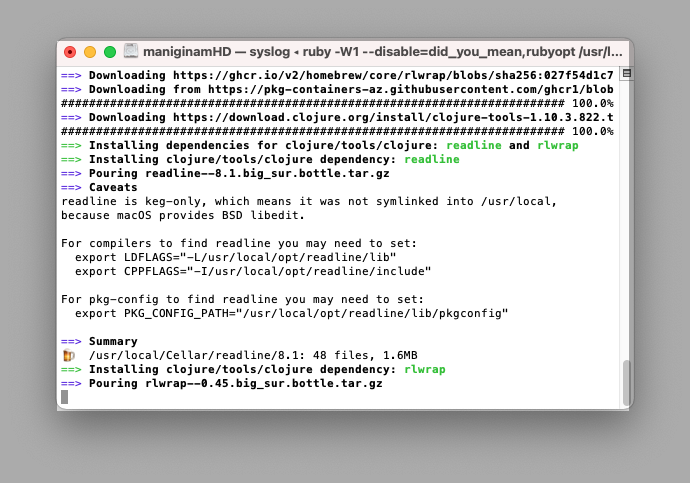 maniginamHD — syslog ◂ ruby -W1 --disable=did_you_mean,rubyopt /usr/l...
==> Downloading https://ghcr.io/v2/homebrew/core/rlwrap/blobs/sha256:027f54d1c7
==> Downloading from https://pkg-containers-az.githubusercontent.com/ghcr1/blob
######################################################################## 100.0%
==> Downloading https://download.clojure.org/install/clojure-tools-1.10.3.822.t
######################################################################## 100.0%
==> Installing dependencies for clojure/tools/clojure: readline and rlwrap
==> Installing clojure/tools/clojure dependency: readline
==> Pouring readline--8.1.big_sur.bottle.tar.gz
==> Caveats
readline is keg-only, which means it was not symlinked into /usr/local,
because macOS provides BSD libedit.
For compilers to find readline you may need to set:
  export LDFLAGS="-L/usr/local/opt/readline/lib"
  export CPPFLAGS="-I/usr/local/opt/readline/include"
For pkg-config to find readline you may need to set:
  export PKG_CONFIG_PATH="/usr/local/opt/readline/lib/pkgconfig"
==> Summary
🍺  /usr/local/Cellar/readline/8.1: 48 files, 1.6MB
==> Installing clojure/tools/clojure dependency: rlwrap
==> Pouring rlwrap--0.45.big_sur.bottle.tar.gz